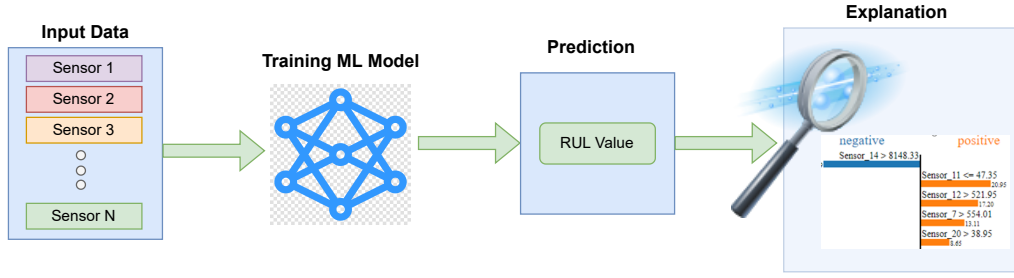 Input Data
Sensor 1
Sensor 2
Sensor 3
Sensor N
Training ML Model
Prediction
RUL Value
Explanation
negative
positive
Sensor_14 > 8148.33
Sensor_11 <= 47.35
20.95
Sensor_12 > 521.95
17.20
Sensor_7 > 554.01
13.11
Sensor_20 > 38.95
8.65